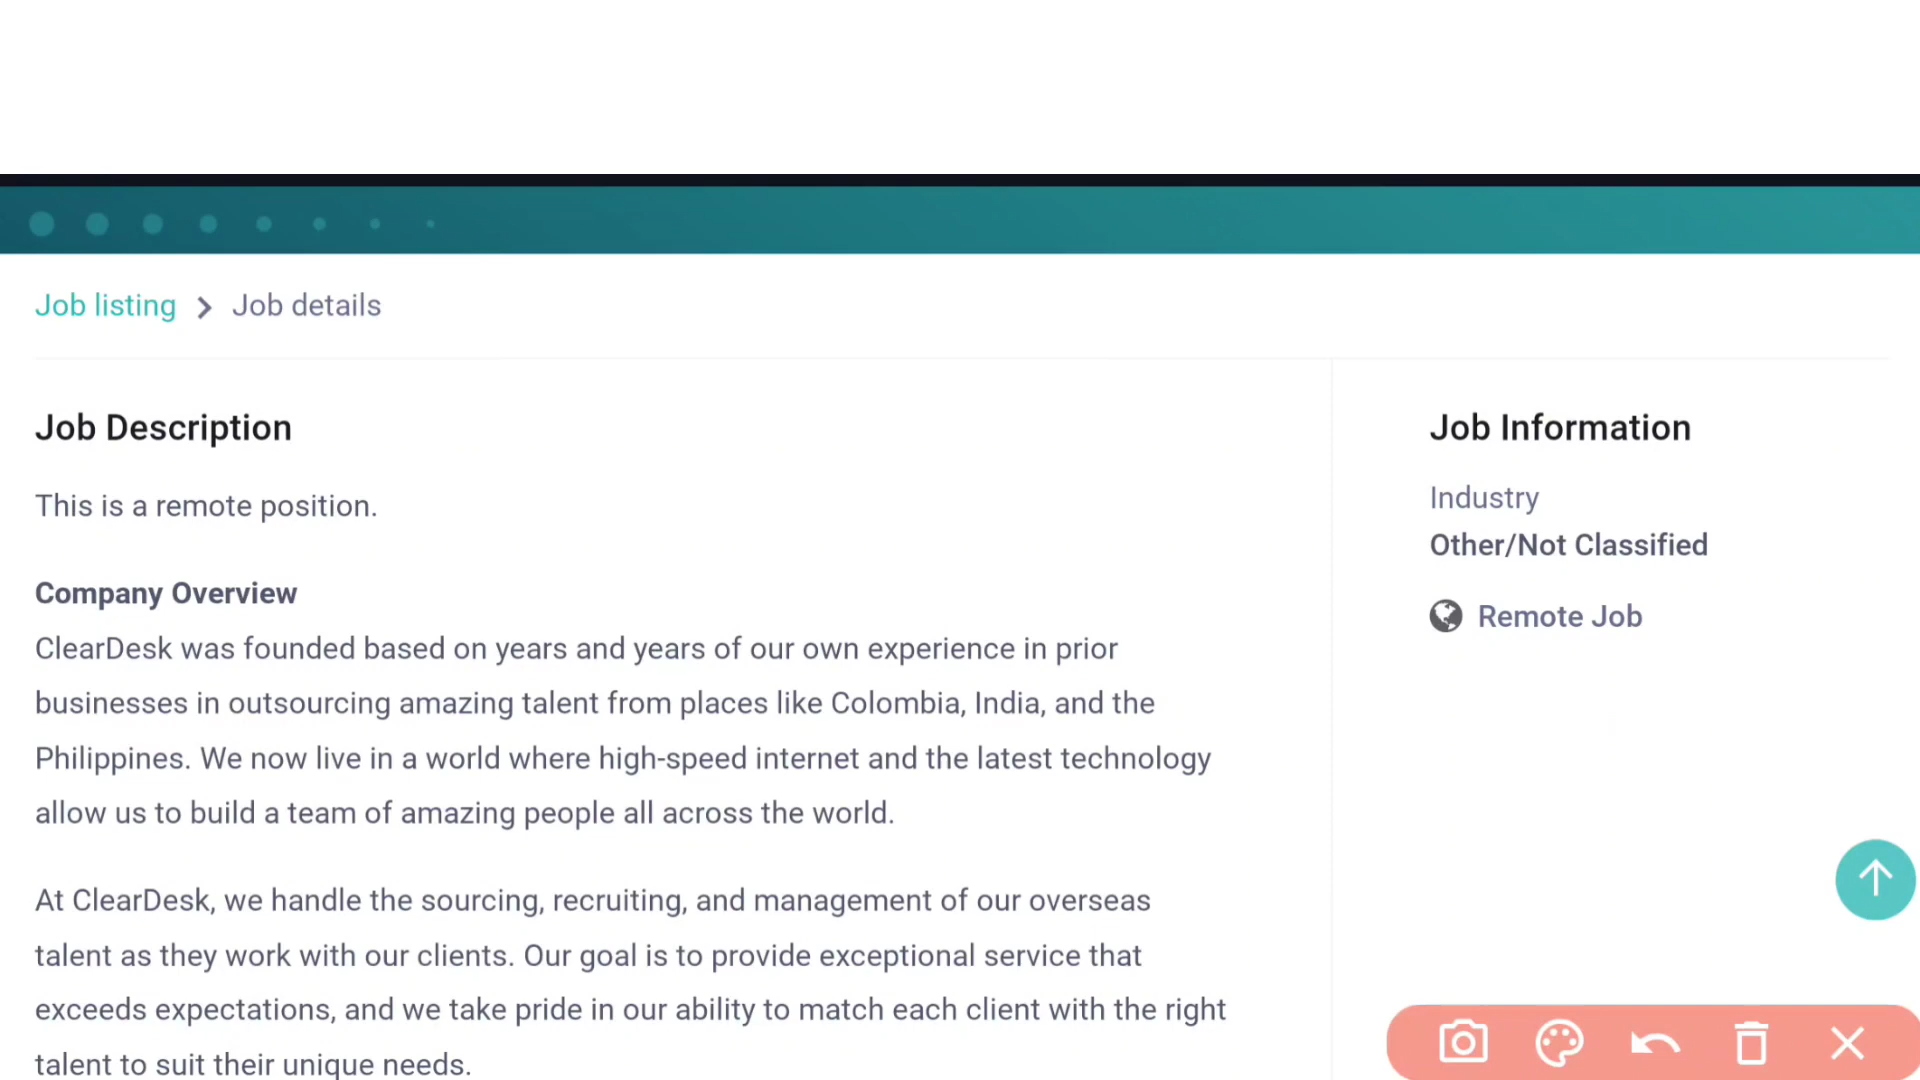 Job listing > Job details
Job Description
This is a remote position.
Company Overview
ClearDesk was founded based on years and years of our own experience in prior
businesses in outsourcing amazing talent from places like Colombia, India, and the
Philippines. We now live in a world where high-speed internet and the latest technology
allow us to build a team of amazing people all across the world.
At ClearDesk, we handle the sourcing, recruiting, and management of our overseas
talent as they work with our clients. Our goal is to provide exceptional service that
exceeds expectations, and we take pride in our ability to match each client with the right
talent to suit their unique needs.
Job Information
Industry
Other/Not Classified
Remote Job